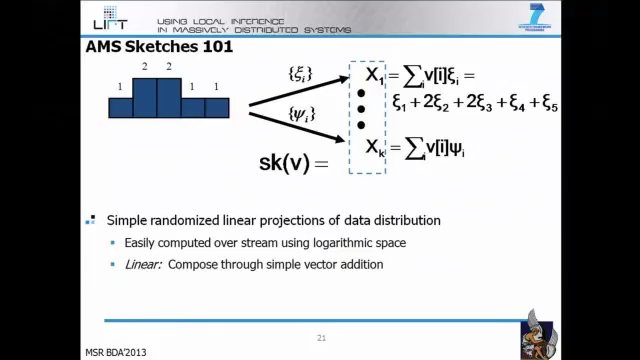 LIFT
USING LOCAL INFERENCE
IN MASSIVELY DISTRIBUTED SYSTEMS
AMS Sketches 101
1 2 2 1 1
{ξi}
{ψi}
X1 = ∑i v[i]ξi =
ξ1 + 2ξ2 + 2ξ3 + ξ4 + ξ5
Xk = ∑i v[i]ψi
sk(v) =
Simple randomized linear projections of data distribution
Easily computed over stream using logarithmic space
Linear: Compose through simple vector addition
21
MSR BDA'2013